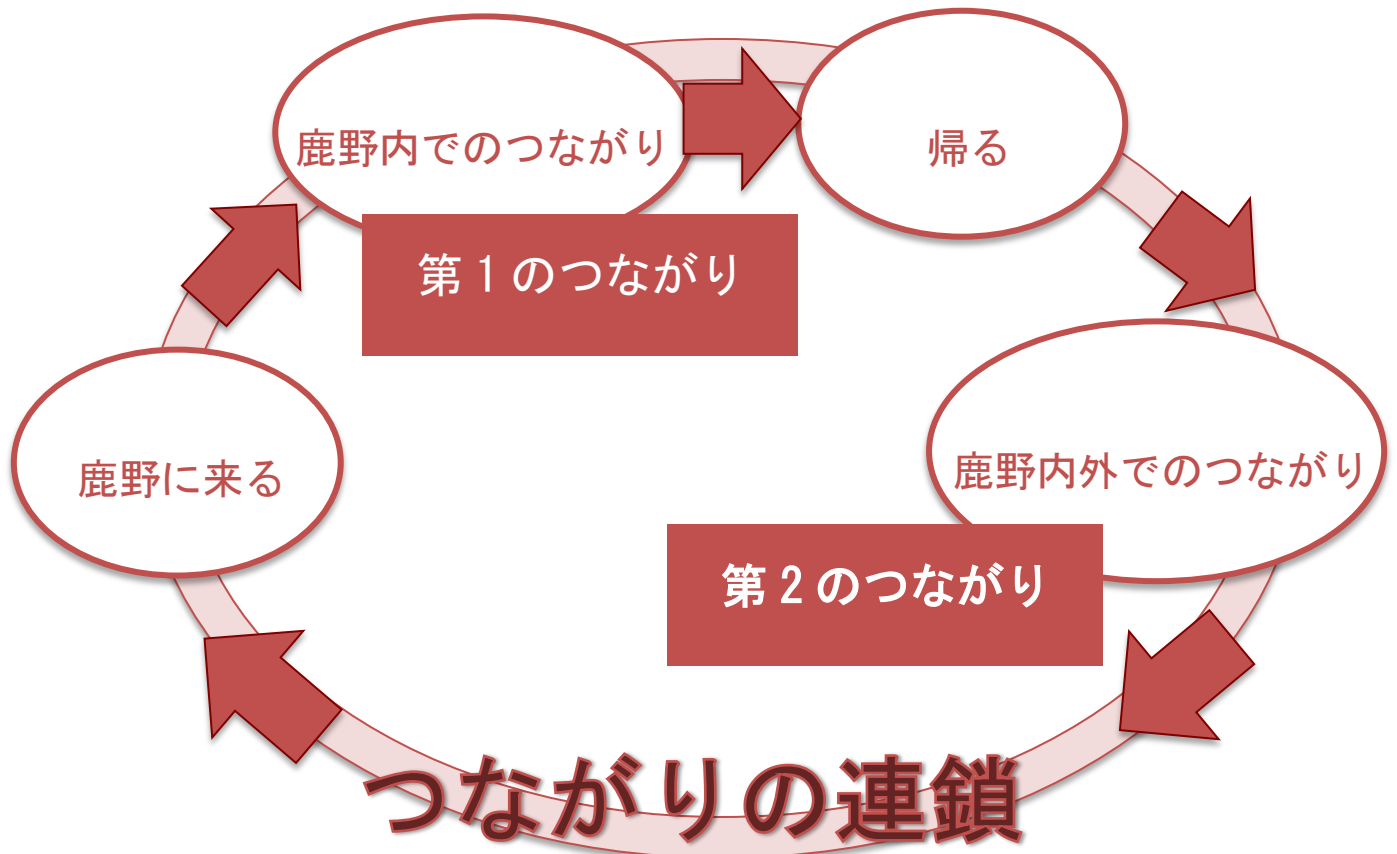 鹿野内でのつながり
帰る
第１のつながり
鹿野に来る
鹿野内外でのつながり
第２のつながり
つながりの連鎖